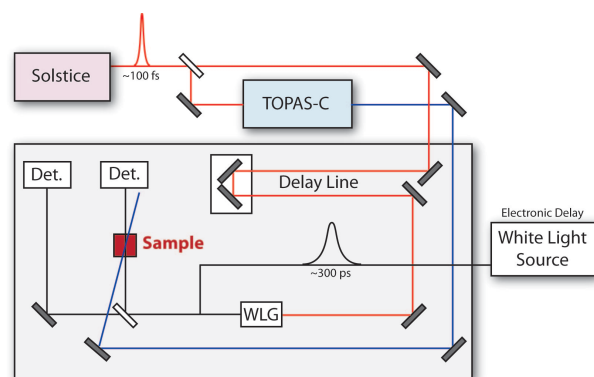 Solstice
~100 fs
TOPAS-C
Det.
Det.
Delay Line
Sample
~300 ps
Electronic Delay
White Light
Source
WLG